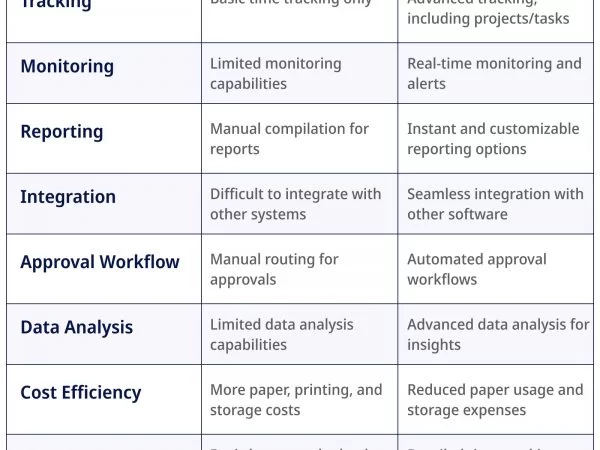 Tracking
Basic time tracking only
Advanced tracking,
including projects/tasks
Monitoring
Limited monitoring
capabilities
Real-time monitoring and
alerts
Reporting
Manual compilation for
reports
Instant and customizable
reporting options
Integration
Difficult to integrate with
other systems
Seamless integration with
other software
Approval Workflow
Manual routing for
approvals
Automated approval
workflows
Data Analysis
Limited data analysis
capabilities
Advanced data analysis for
insights
Cost Efficiency
More paper, printing, and
storage costs
Reduced paper usage and
storage expenses